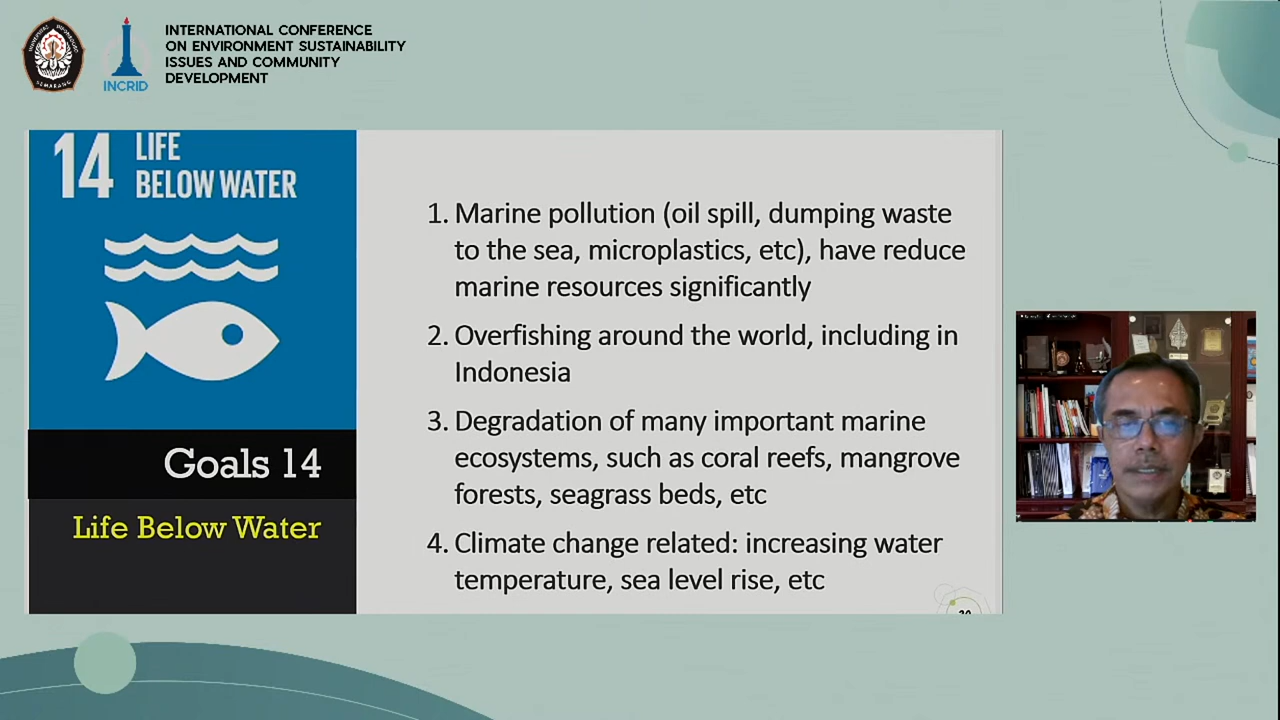 INTERNATIONAL CONFERENCE
ON ENVIRONMENT SUSTAINABILITY
ISSUES AND COMMUNITY
DEVELOPMENT
INCRID
SEMARANG
14 LIFE
BELOW WATER
Goals 14
Life Below Water
1. Marine pollution (oil spill, dumping waste
to the sea, microplastics, etc), have reduce
marine resources significantly
2. Overfishing around the world, including in
Indonesia
3. Degradation of many important marine
ecosystems, such as coral reefs, mangrove
forests, seagrass beds, etc
4. Climate change related: increasing water
temperature, sea level rise, etc